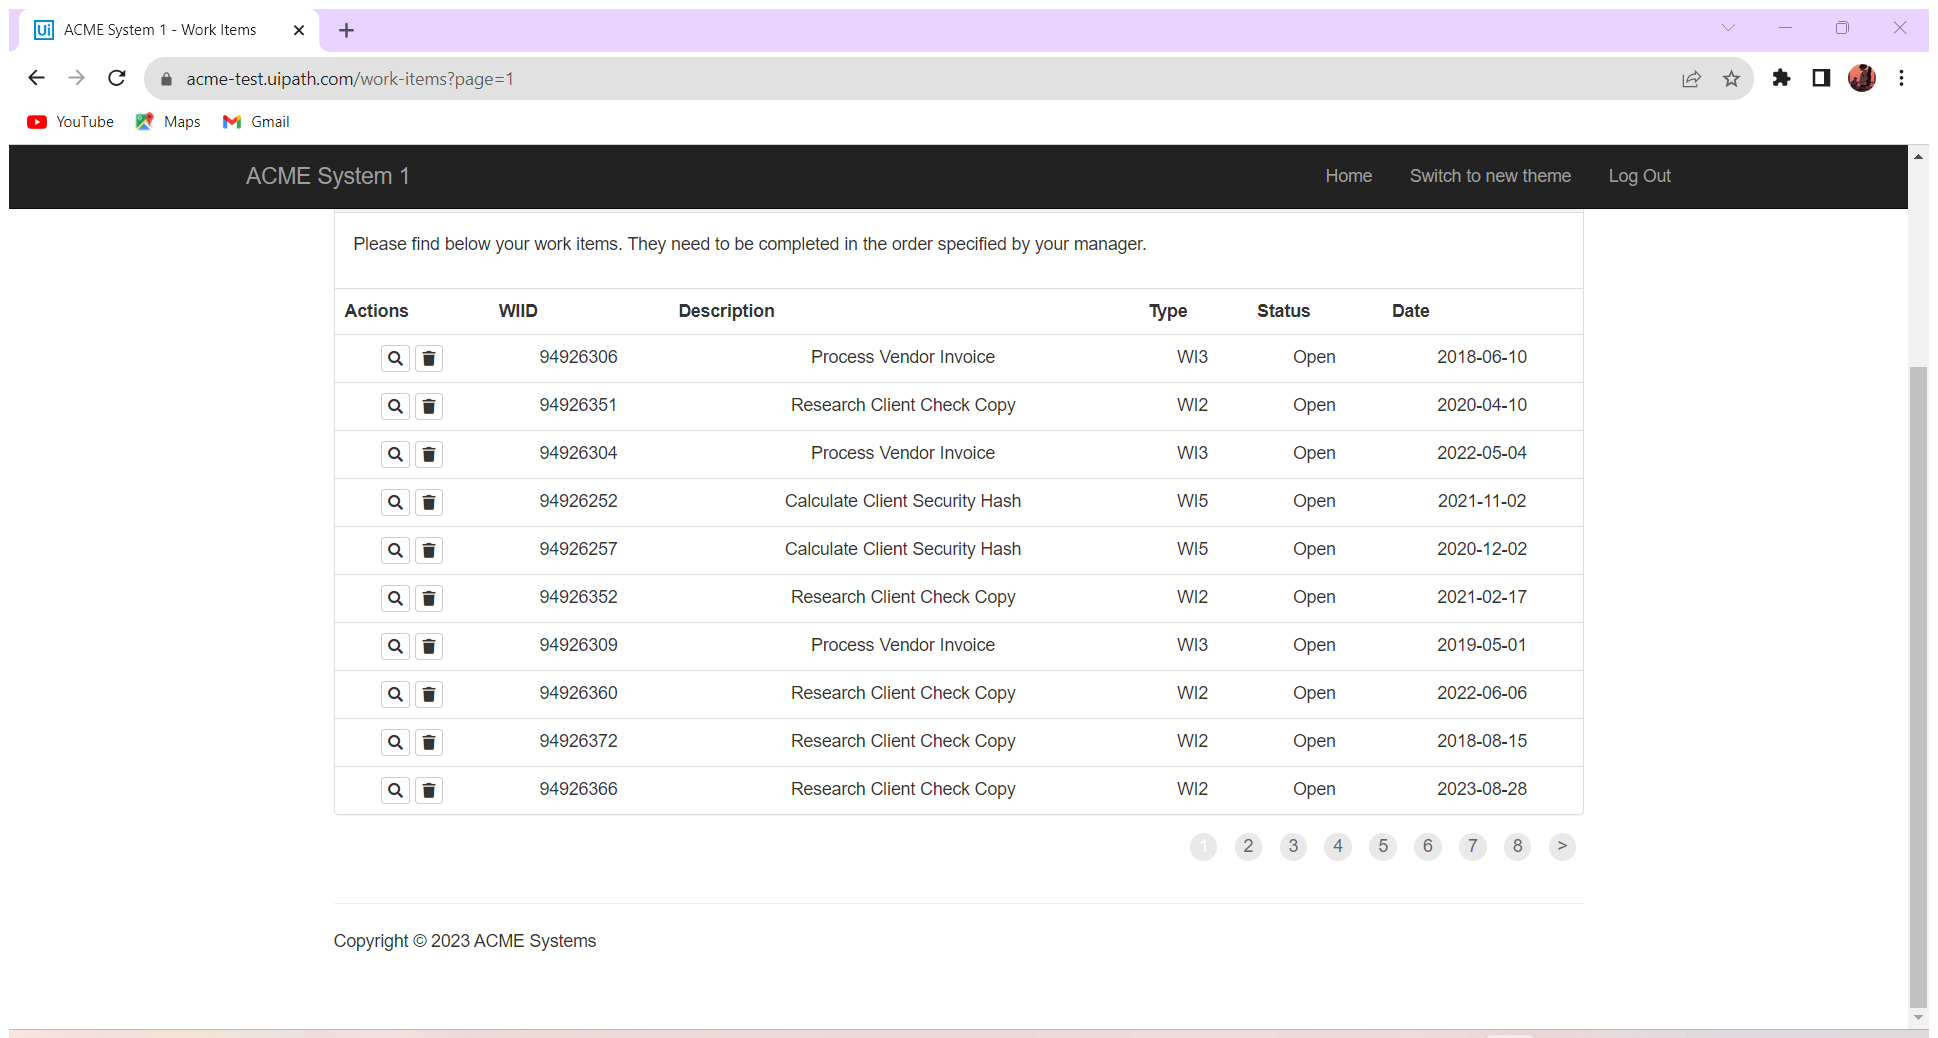 Ui ACME System 1 - Work Items
acme-test.uipath.com/work-items?page=1
YouTube Maps Gmail
ACME System 1 Home Switch to new theme Log Out
Please find below your work items. They need to be completed in the order specified by your manager.
Actions WIID Description Type Status Date
94926306 Process Vendor Invoice WI3 Open 2018-06-10
94926351 Research Client Check Copy WI2 Open 2020-04-10
94926304 Process Vendor Invoice WI3 Open 2022-05-04
94926252 Calculate Client Security Hash WI5 Open 2021-11-02
94926257 Calculate Client Security Hash WI5 Open 2020-12-02
94926352 Research Client Check Copy WI2 Open 2021-02-17
94926309 Process Vendor Invoice WI3 Open 2019-05-01
94926360 Research Client Check Copy WI2 Open 2022-06-06
94926372 Research Client Check Copy WI2 Open 2018-08-15
94926366 Research Client Check Copy WI2 Open 2023-08-28
1 2 3 4 5 6 7 8 >
Copyright © 2023 ACME Systems